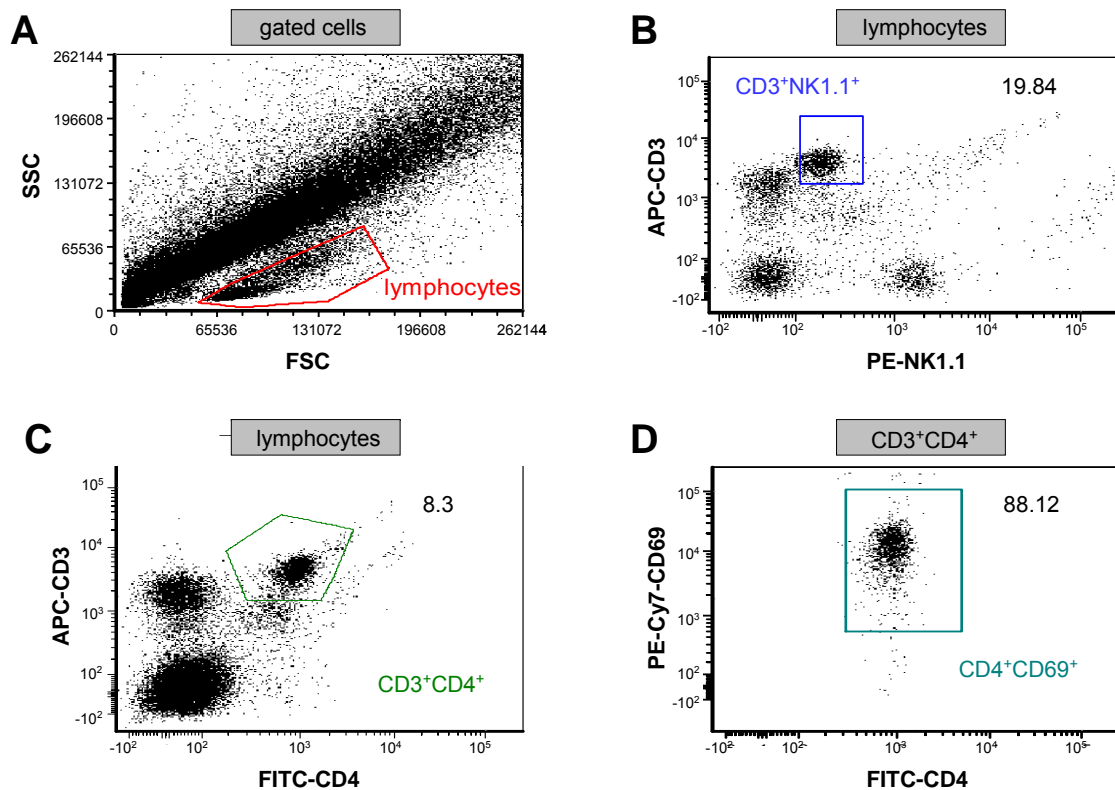 A
gated cells
262144
196608
131072
65536
0
SSC
0
65536
131072
196608
262144
FSC
lymphocytes
B
lymphocytes
CD3⁺NK1.1⁺
19.84
10⁵
10⁴
10³
10²
-10²
APC-CD3
-10²
10²
10³
10⁴
10⁵
PE-NK1.1
C
lymphocytes
8.3
10⁵
10⁴
10³
10²
-10²
APC-CD3
CD3⁺CD4⁺
-10²
10²
10³
10⁴
10⁵
FITC-CD4
D
CD3⁺CD4⁺
88.12
10⁵
10⁴
10³
10²
-10²
PE-Cy7-CD69
CD4⁺CD69⁺
-10²
10²
10³
10⁴
10⁵
FITC-CD4